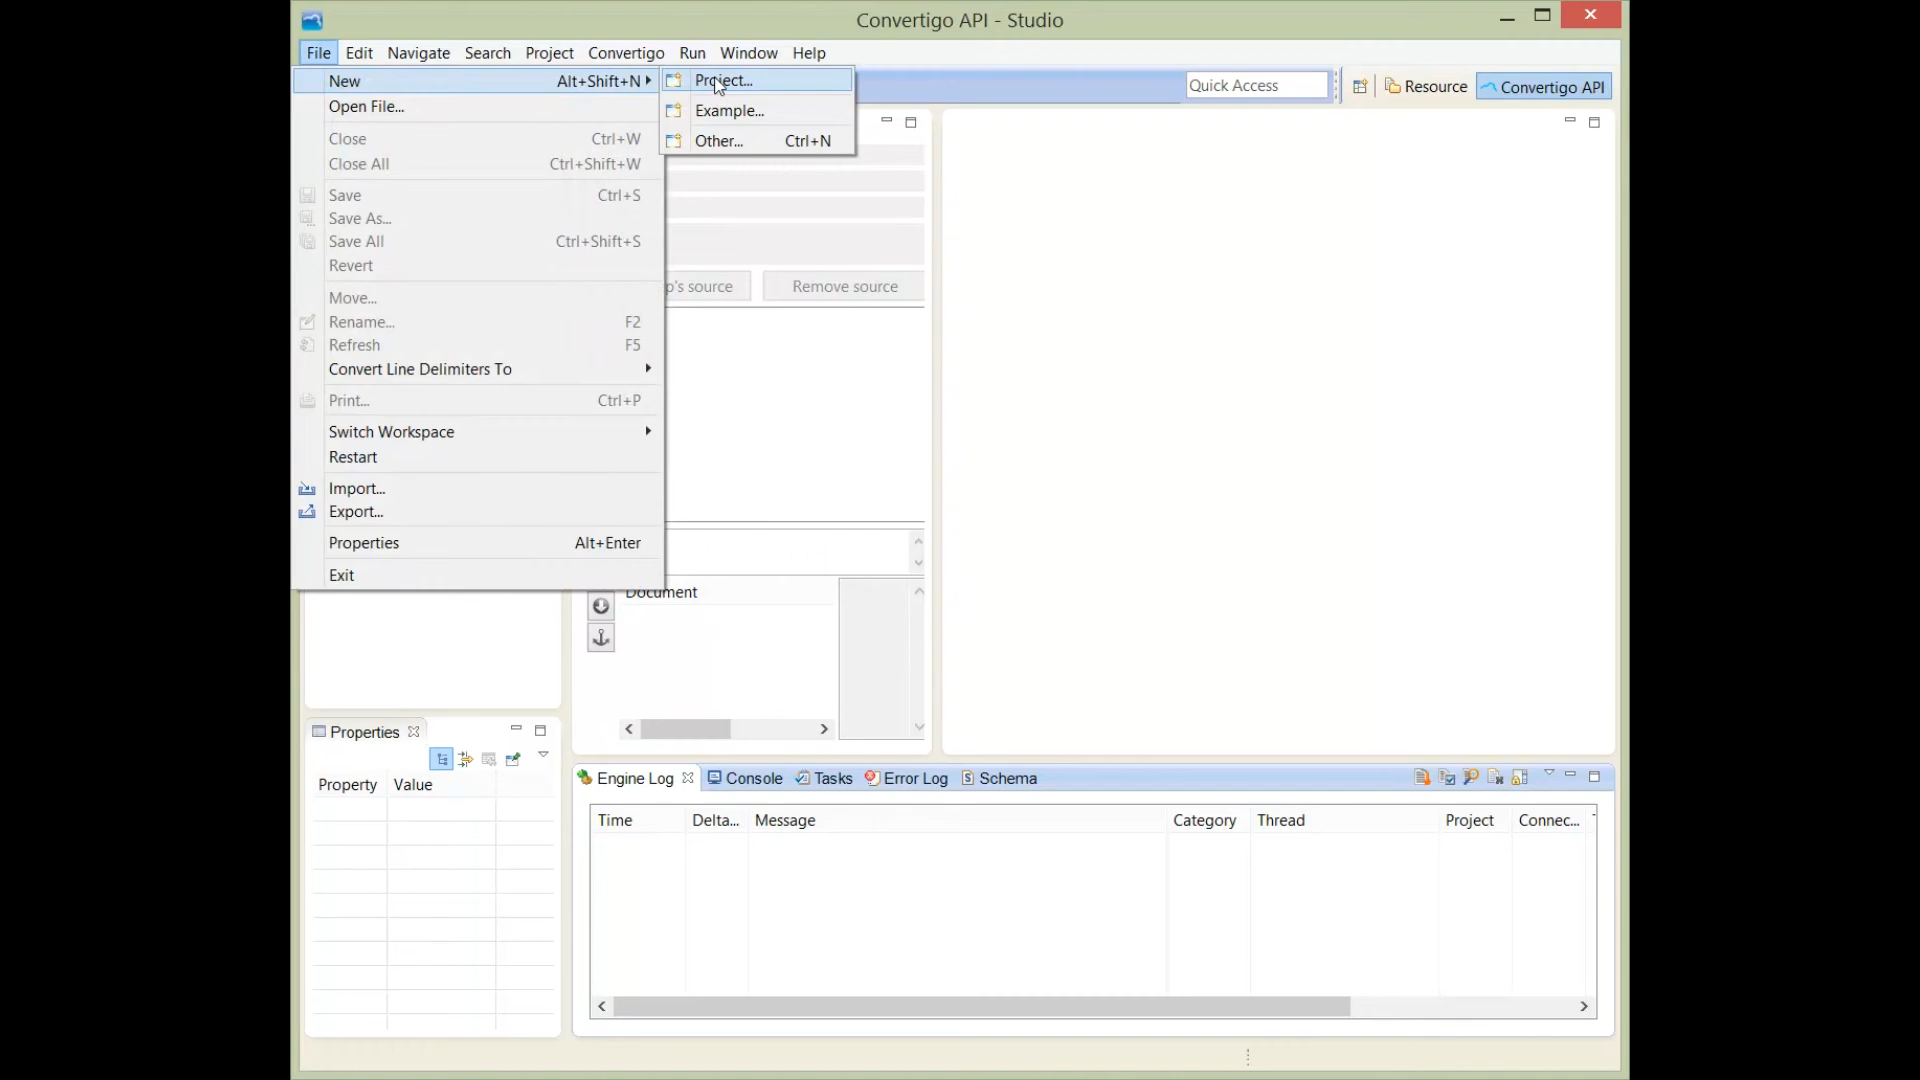 Convertigo API - Studio
File Edit Navigate Search Project Convertigo Run Window Help
New Alt+Shift+N
Project...
Example...
Other... Ctrl+N
Quick Access
Resource
Convertigo API
Open File...
Close Ctrl+W
Close All Ctrl+Shift+W
Save Ctrl+S
Save As...
Save All Ctrl+Shift+S
Revert
Move...
Rename... F2
Refresh F5
Convert Line Delimiters To
Print... Ctrl+P
Switch Workspace
Restart
Import...
Export...
Properties Alt+Enter
Exit
p's source
Remove source
Document
Properties
Property Value
Engine Log Console Tasks Error Log Schema
Time Delta... Message Category Thread Project Connec...